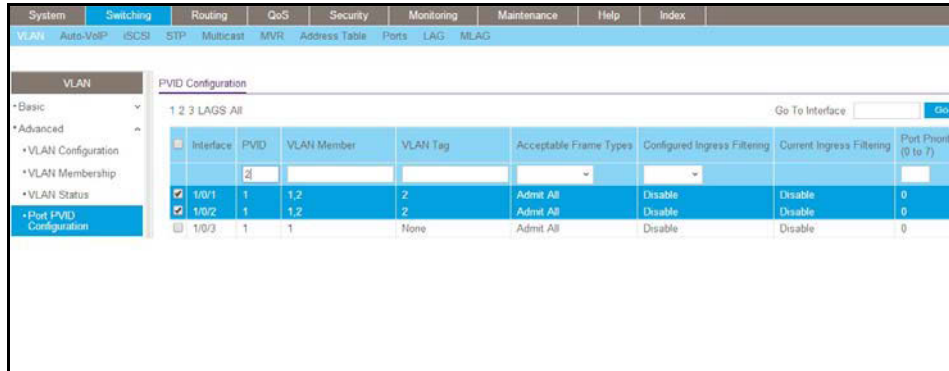 System Switching Routing QoS Security Monitoring Maintenance Help Index
VLAN Auto-VoIP iSCSI STP Multicast MVR Address Table Ports LAG MLAG
VLAN
• Basic
• Advanced
• VLAN Configuration
• VLAN Membership
• VLAN Status
• Port PVID
Configuration
PVID Configuration
1 2 3 LAGS All
Go To Interface Go
Interface PVID VLAN Member VLAN Tag Acceptable Frame Types Configured Ingress Filtering Current Ingress Filtering Port Priority
(0 to 7)
2
1/0/1 1 1,2 2 Admit All Disable Disable 0
1/0/2 1 1,2 2 Admit All Disable Disable 0
1/0/3 1 1 None Admit All Disable Disable 0